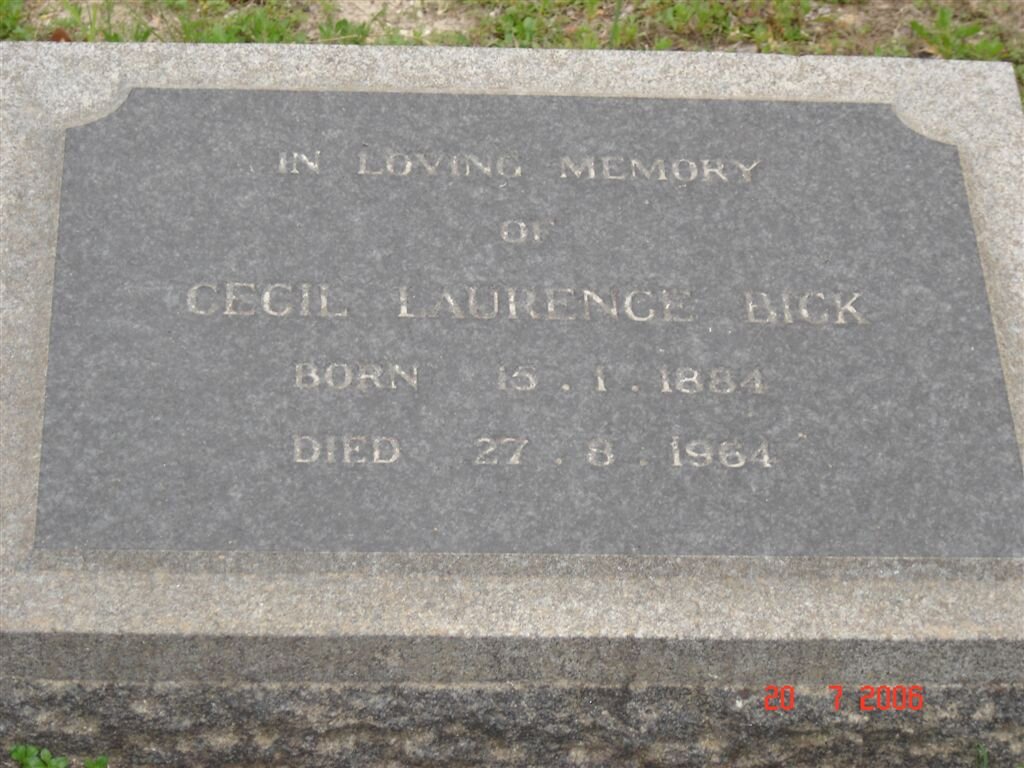 IN LOVING MEMORY
OF
CECIL LAURENCE BICK
BORN 15 . 1 . 1884
DIED 27 . 8 . 1964
20 7 2006